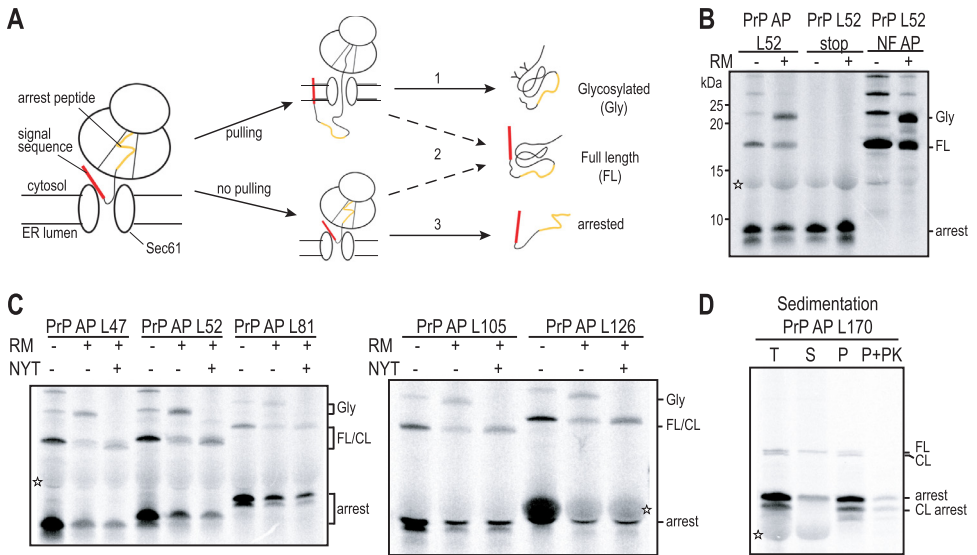 A
arrest peptide
signal
sequence
cytosol
ER lumen
Sec61
pulling
no pulling
1
2
3
Glycosylated
(Gly)
Full length
(FL)
arrested
B
PrP AP PrP L52 PrP L52
L52 stop NF AP
RM - + - + - +
kDa
25
20
15
10
Gly
FL
☆
arrest
C
PrP AP L47 PrP AP L52 PrP AP L81
RM - + + - + + - + +
NYT - - + - - + - - +
Gly
FL/CL
☆
arrest
PrP AP L105 PrP AP L126
RM - + + - + +
NYT - - + - - +
Gly
FL/CL
☆
arrest
D
Sedimentation
PrP AP L170
T S P P+PK
FL
CL
arrest
CL arrest
☆